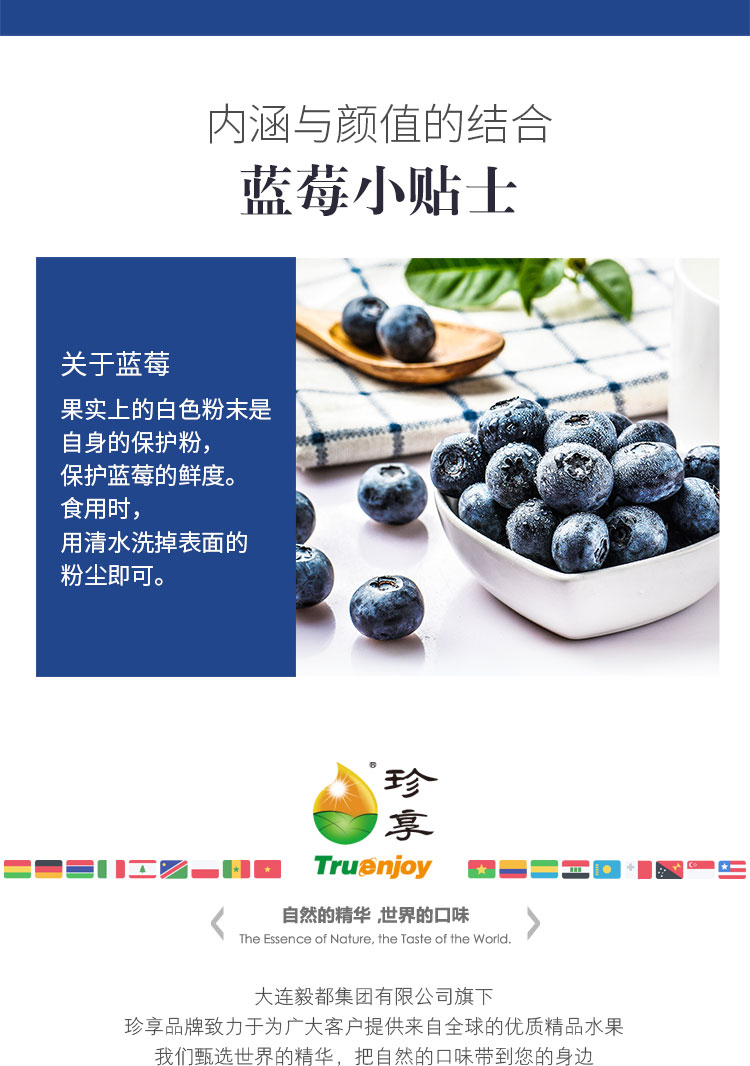 内涵与颜值的结合
蓝莓小贴士
关于蓝莓
果实上的白色粉末是
自身的保护粉，
保护蓝莓的鲜度。
食用时，
用清水洗掉表面的
粉尘即可。
®
珍享
Truenjoy
自然的精华 ,世界的口味
The Essence of Nature, the Taste of the World.
大连毅都集团有限公司旗下
珍享品牌致力于为广大客户提供来自全球的优质精品水果
我们甄选世界的精华，把自然的口味带到您的身边